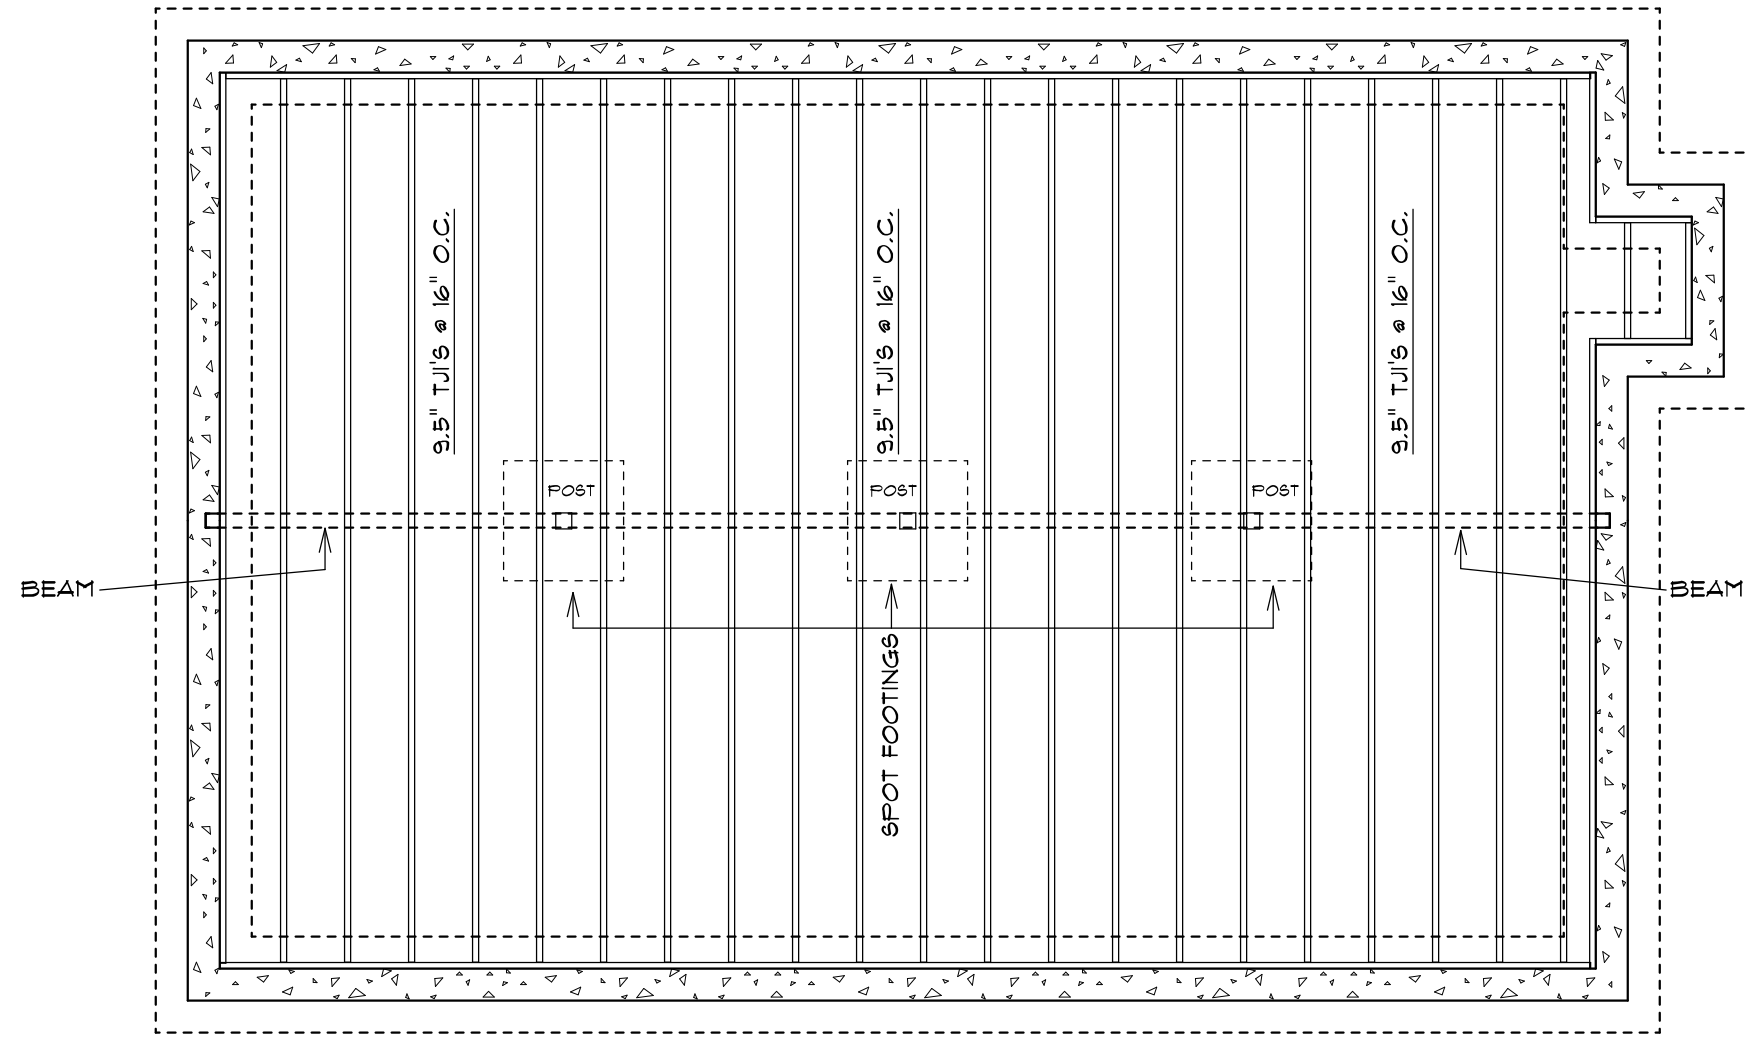 9.5" TJI'S @ 16" O.C.
9.5" TJI'S @ 16" O.C.
9.5" TJI'S @ 16" O.C.
POST
POST
POST
BEAM
BEAM
SPOT FOOTINGS